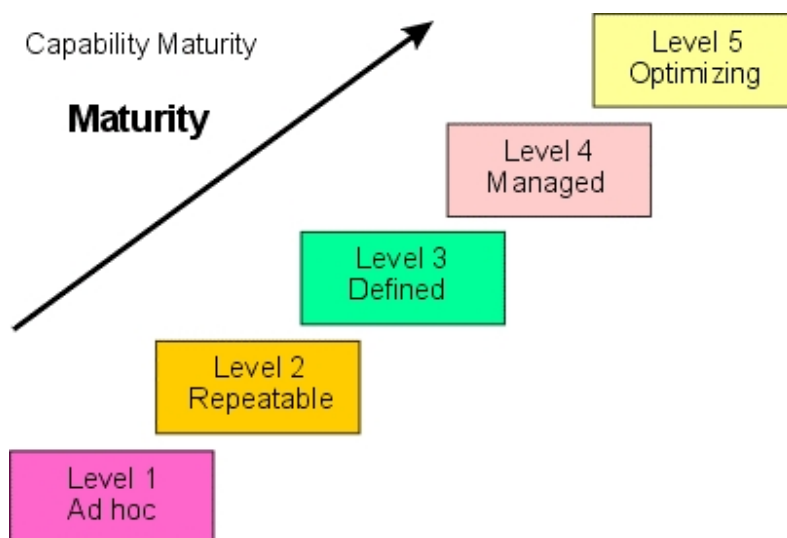 Capability Maturity
Maturity
Level 5
Optimizing
Level 4
Managed
Level 3
Defined
Level 2
Repeatable
Level 1
Ad hoc